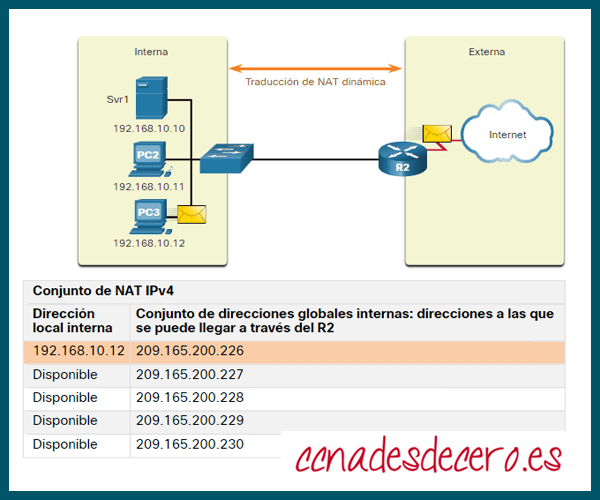 Interna
Externa
Traducción de NAT dinámica
Svr1
192.168.10.10
PC2
192.168.10.11
PC3
192.168.10.12
R2
Internet
Conjunto de NAT IPv4
Dirección local interna
Conjunto de direcciones globales internas: direcciones a las que se puede llegar a través del R2
192.168.10.12 209.165.200.226
Disponible 209.165.200.227
Disponible 209.165.200.228
Disponible 209.165.200.229
Disponible 209.165.200.230
ccnadesdecero.es